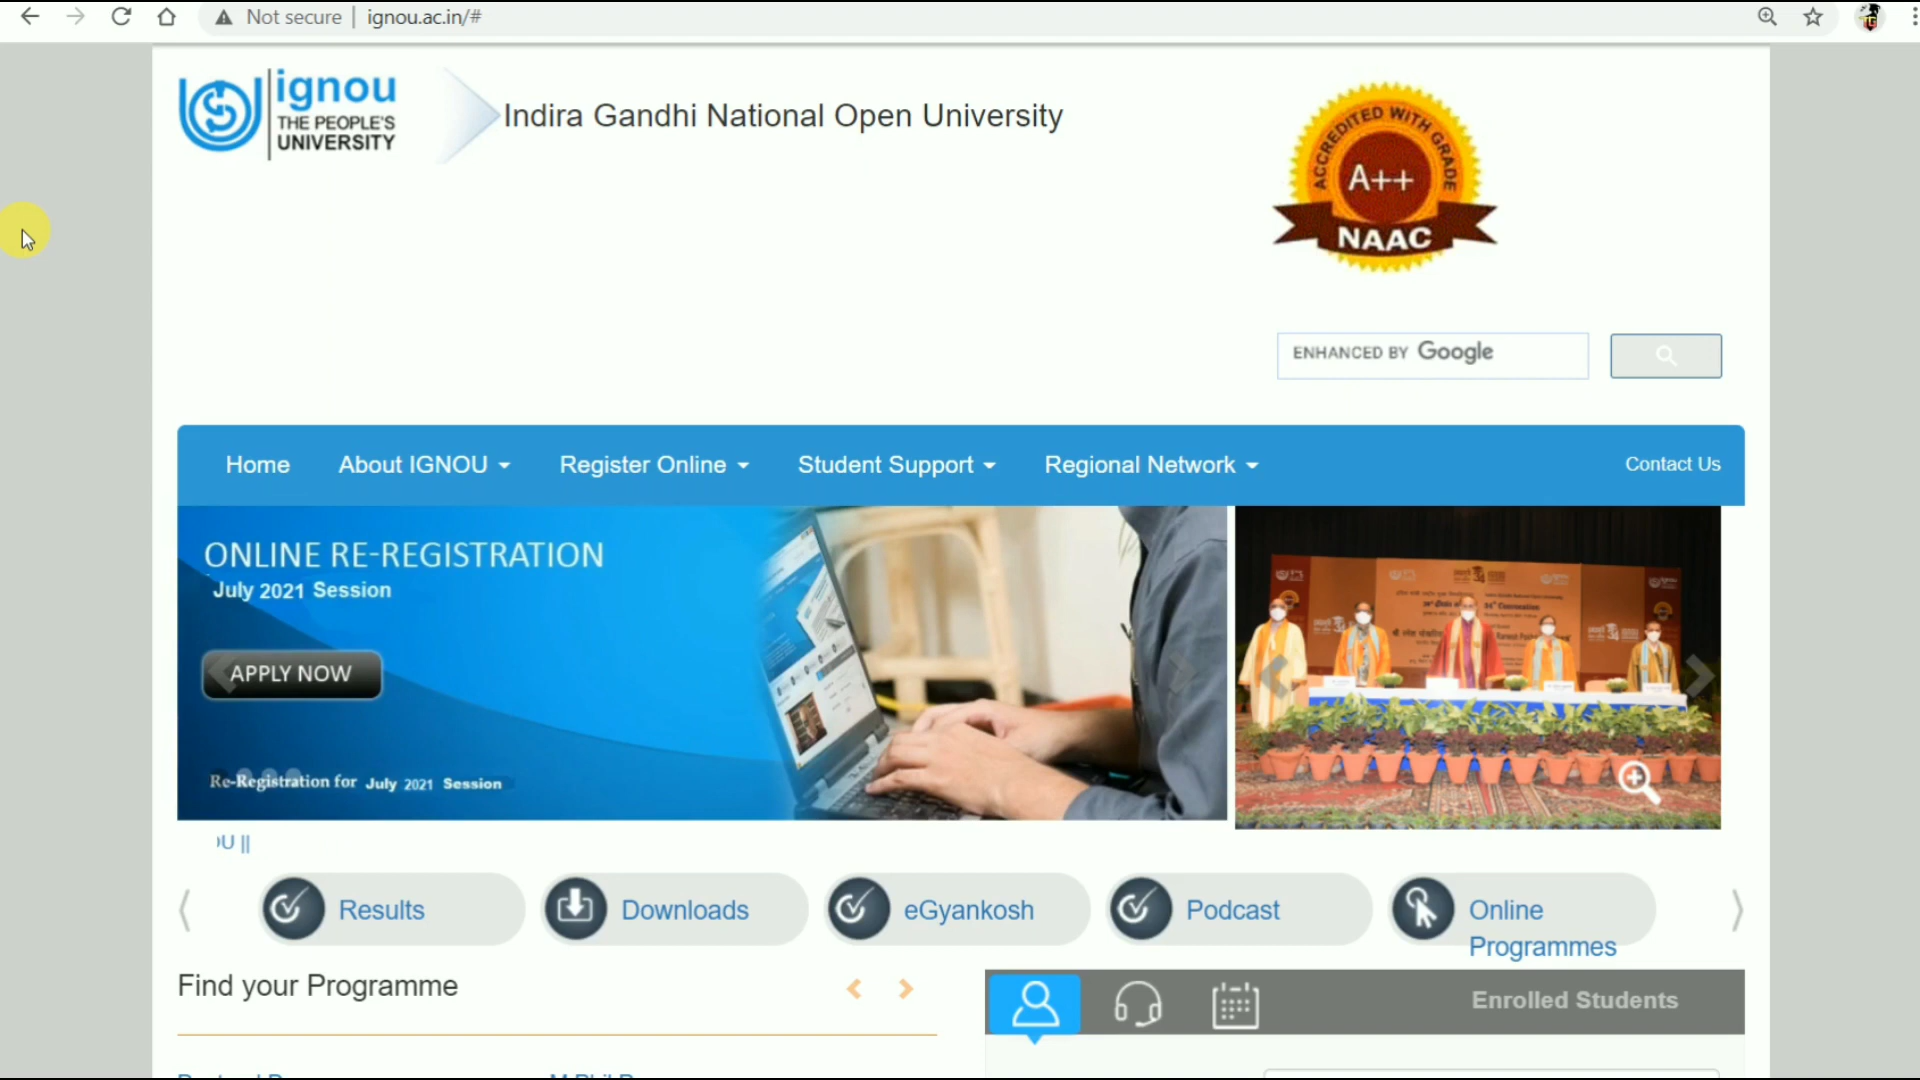 Not secure | ignou.ac.in/#
ignou
THE PEOPLE'S
UNIVERSITY
Indira Gandhi National Open University
ACCREDITED WITH GRADE
A++
NAAC
ENHANCED BY Google
Home
About IGNOU
Register Online
Student Support
Regional Network
Contact Us
ONLINE RE-REGISTRATION
July 2021 Session
APPLY NOW
Re-Registration for July 2021 Session
U ||
Results
Downloads
eGyankosh
Podcast
Online
Programmes
Find your Programme
Enrolled Students